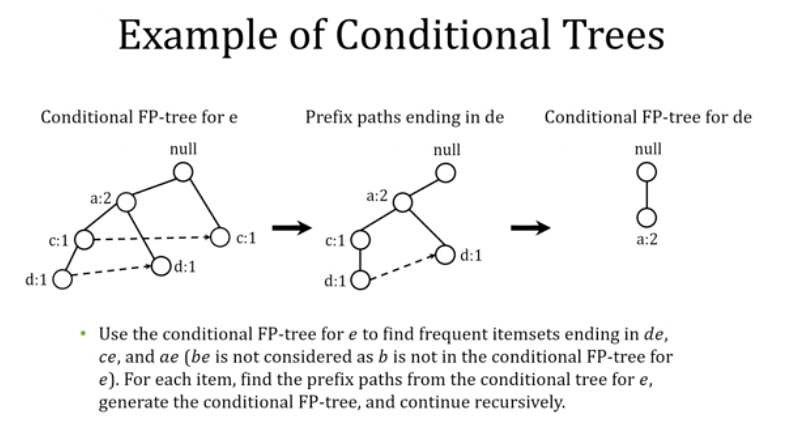 Example of Conditional Trees
Conditional FP-tree for e
Prefix paths ending in de
Conditional FP-tree for de
null
a:2
c:1
c:1
d:1
d:1
null
a:2
c:1
d:1
d:1
null
a:2
• Use the conditional FP-tree for e to find frequent itemsets ending in de,
ce, and ae (be is not considered as b is not in the conditional FP-tree for
e). For each item, find the prefix paths from the conditional tree for e,
generate the conditional FP-tree, and continue recursively.